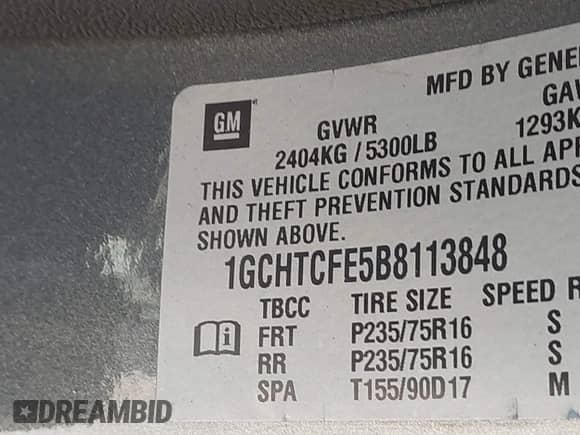 MFD BY GENE
GM
GVWR
GAV
2404KG / 5300LB
1293K
THIS VEHICLE CONFORMS TO ALL APP
AND THEFT PREVENTION STANDARDS
SHOWN ABOVE.
1GCHTCFE5B8113848
TBCC TIRE SIZE SPEED R
FRT P235/75R16 S
RR P235/75R16 S
SPA T155/90D17 M
DREAMBID